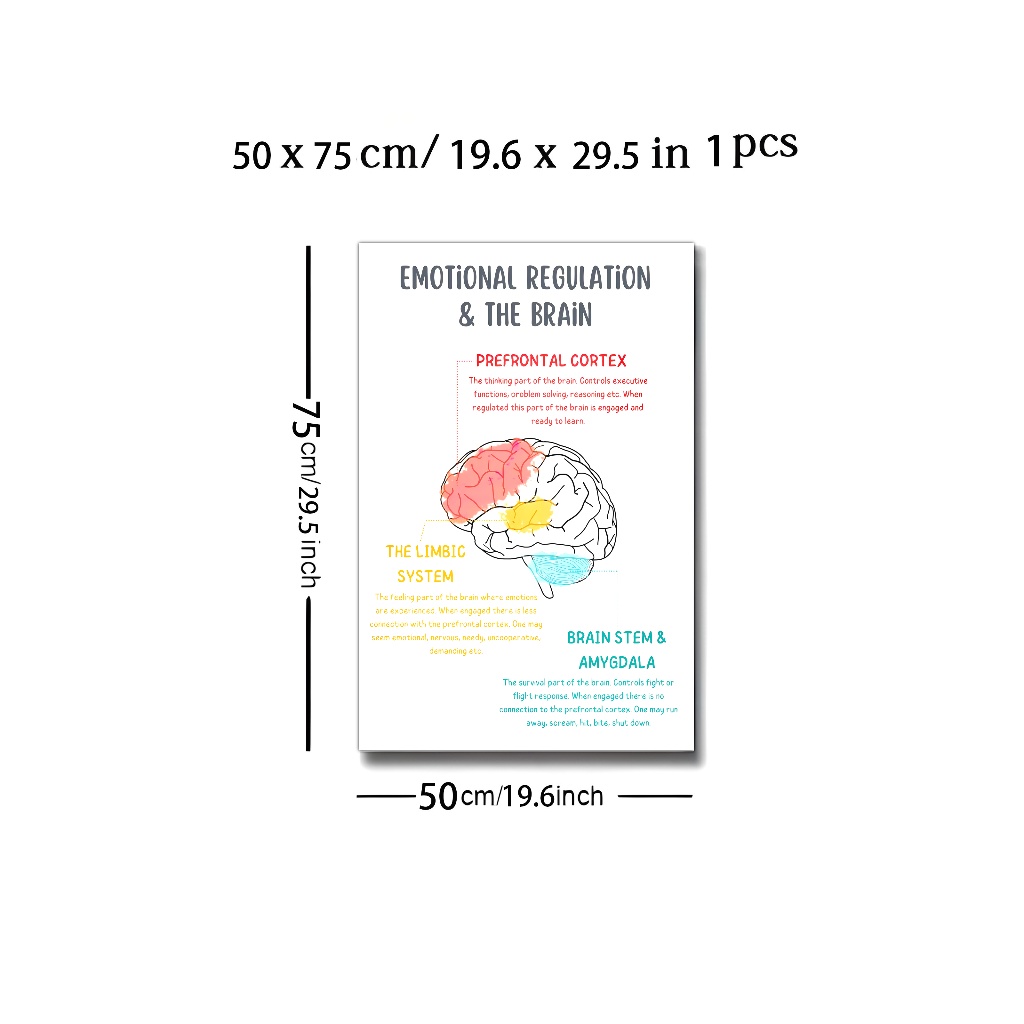 50 x 75 cm/ 19.6 x 29.5 in 1 pcs
EMOTIONAL REGULATION
& THE BRAIN
PREFRONTAL CORTEX
The thinking part of the brain. Controls executive
functions, problem solving, reasoning etc. When
regulated this part of the brain is engaged and
ready to learn.
THE LIMBIC
SYSTEM
The feeling part of the brain where emotions
are experienced. When engaged there is less
connection with the prefrontal cortex. One may
seem emotional, nervous, needy, uncooperative,
demanding etc.
BRAIN STEM &
AMYGDALA
The survival part of the brain. Controls fight or
flight response. When engaged there is no
connection to the prefrontal cortex. One may run
away, scream, hit, bite, shut down.
75cm/29.5 inch
50cm/19.6inch